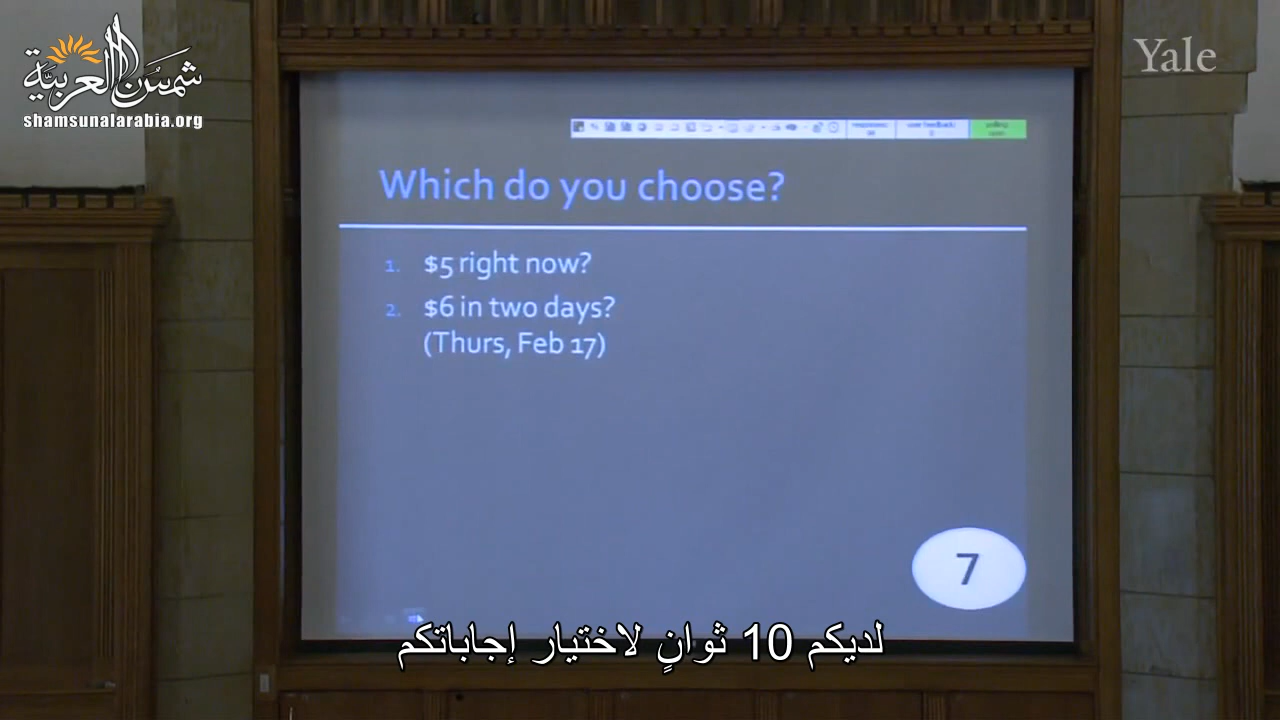 شمسن العربية
shamsunalarabia.org
Yale
Which do you choose?
1. $5 right now?
2. $6 in two days?
(Thurs, Feb 17)
7
لديكم 10 ثوانٍ لاختيار إجاباتكم